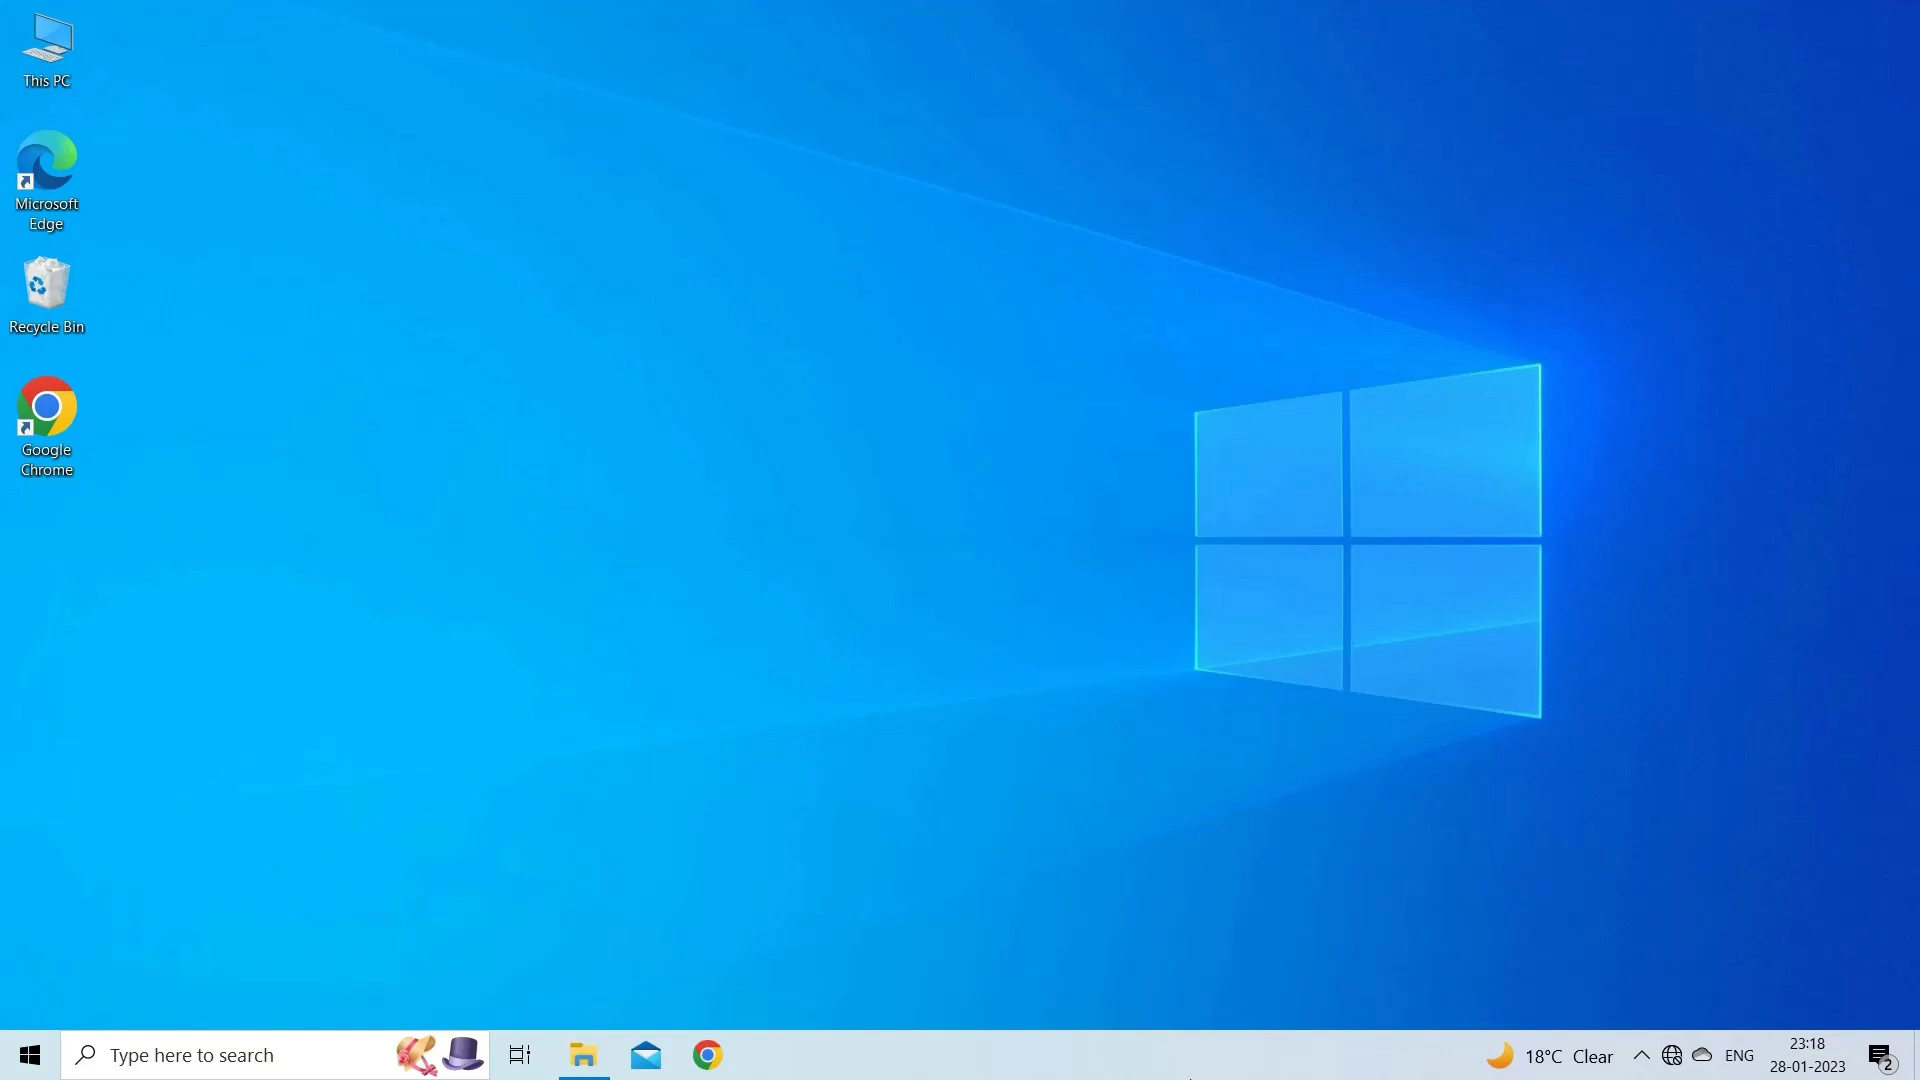 This PC
Microsoft
Edge
Recycle Bin
Google
Chrome
Type here to search
18°C Clear
ENG
23:18
28-01-2023
2